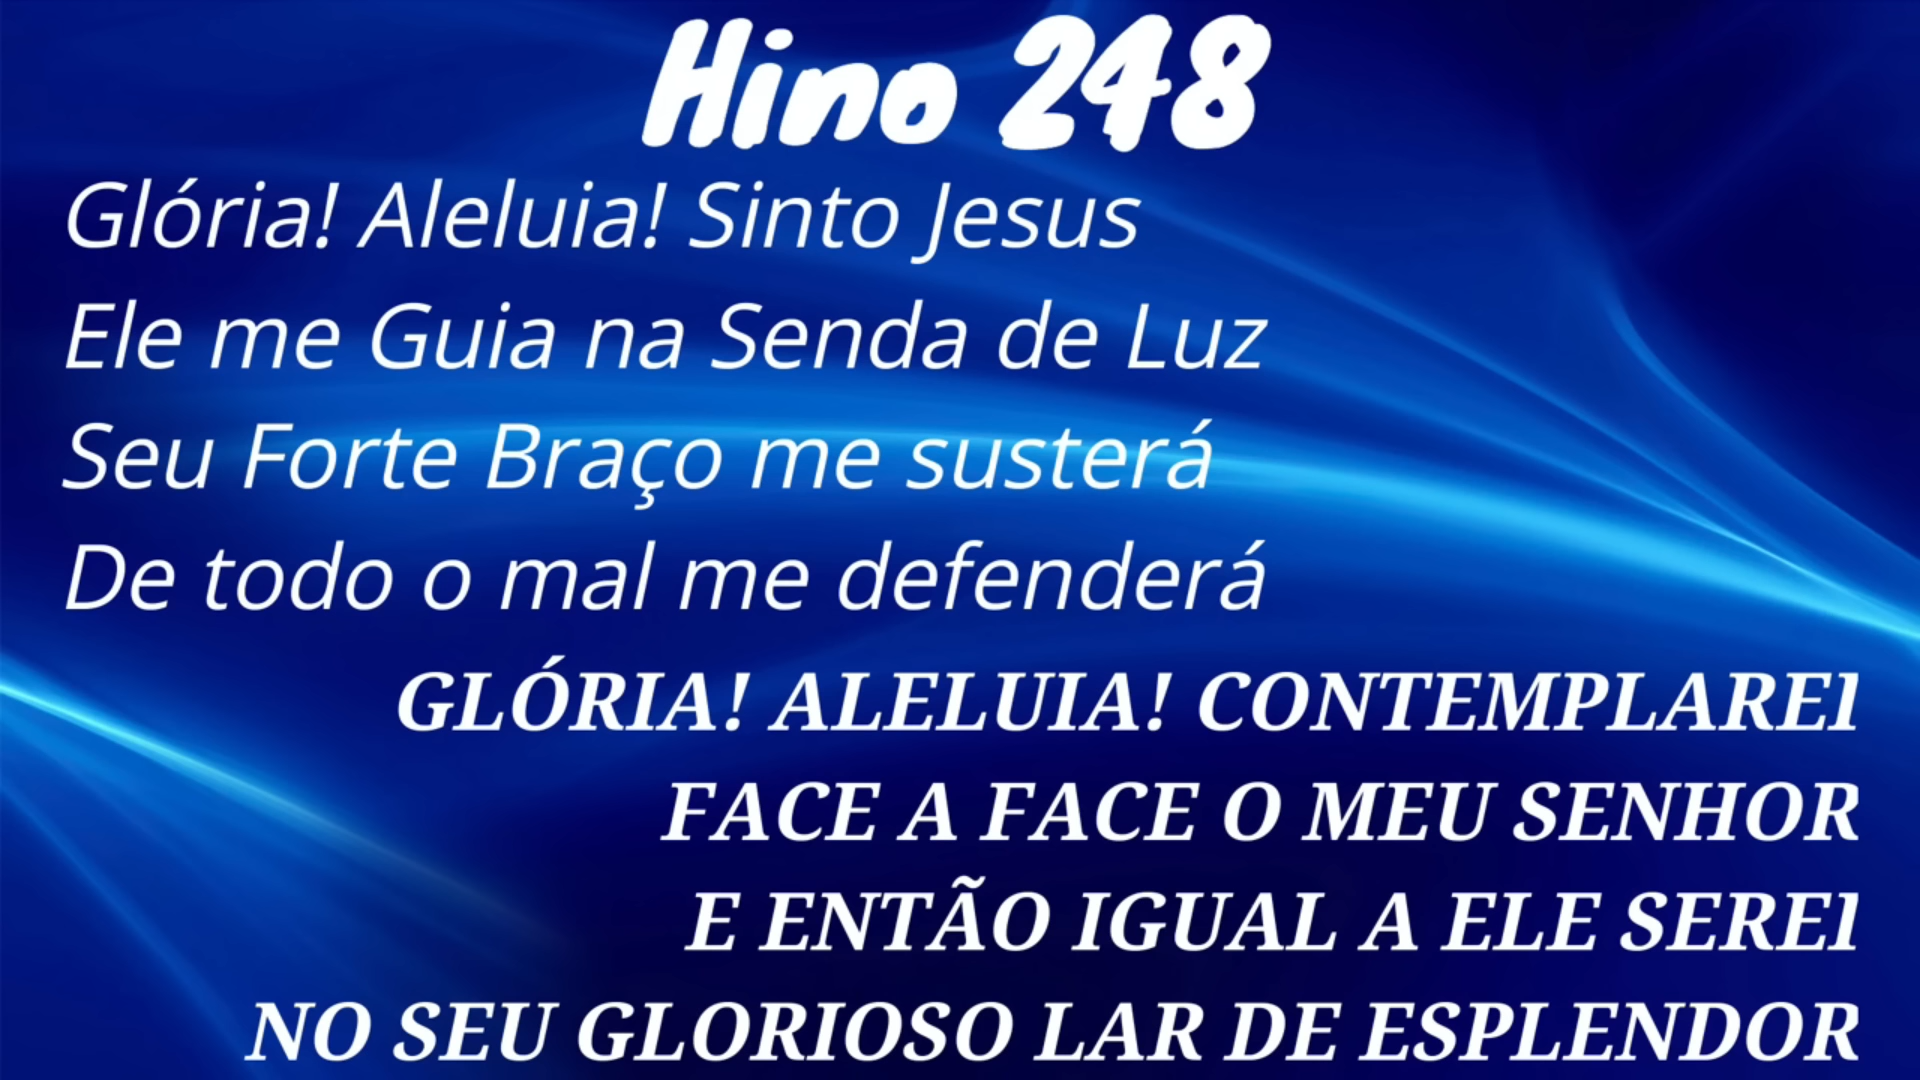 Hino 248
Glória! Aleluia! Sinto Jesus
Ele me Guia na Senda de Luz
Seu Forte Braço me susterá
De todo o mal me defenderá
GLÓRIA! ALELUIA! CONTEMPLAREI
FACE A FACE O MEU SENHOR
E ENTÃO IGUAL A ELE SEREI
NO SEU GLORIOSO LAR DE ESPLENDOR